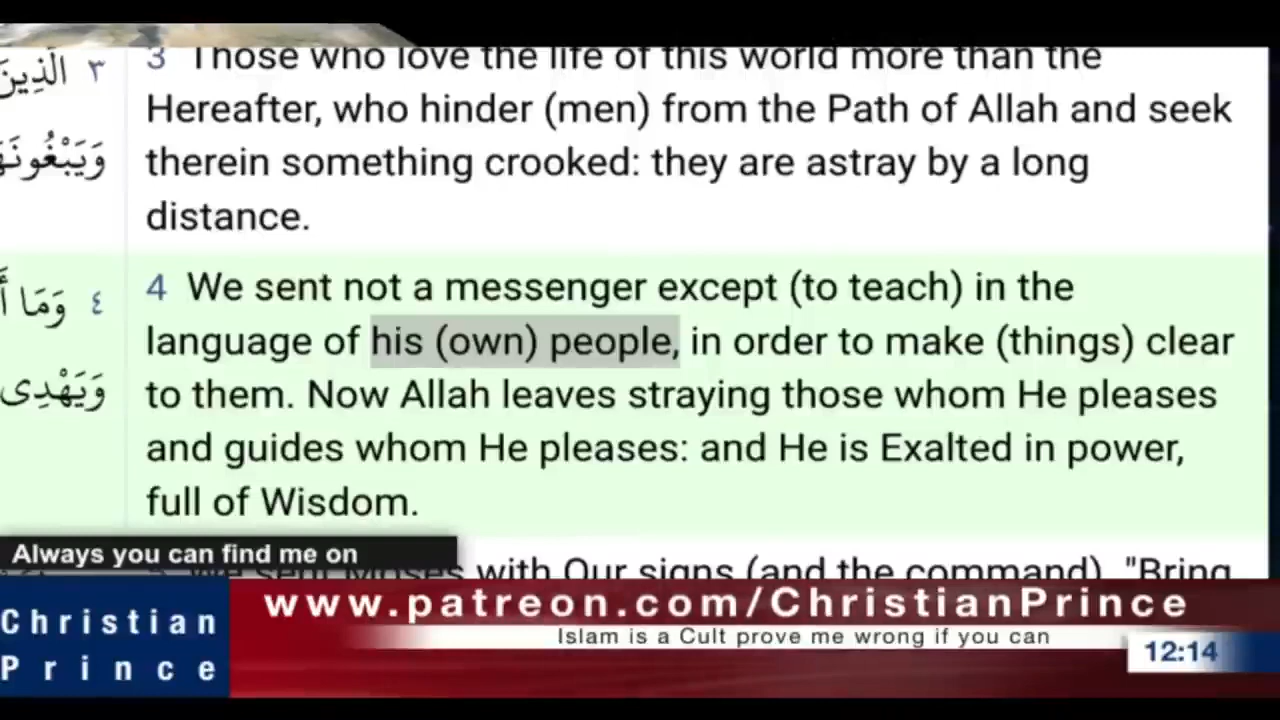 ٣ الَّذِينَ
3 Those who love the life of this world more than the
Hereafter, who hinder (men) from the Path of Allah and seek
وَيَبْغُونَهَا
therein something crooked: they are astray by a long
distance.
4 We sent not a messenger except (to teach) in the
٤ وَمَا
language of his (own) people, in order to make (things) clear
to them. Now Allah leaves straying those whom He pleases
وَيَهْدِى
and guides whom He pleases: and He is Exalted in power,
full of Wisdom.
Always you can find me on
We sent Moses with Our signs (and the command). "Bring
www.patreon.com/ChristianPrince
Christian
Prince
Islam is a Cult prove me wrong if you can
12:14